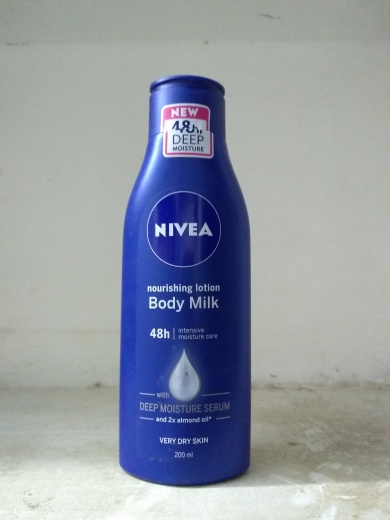 NEW
48h
DEEP
MOISTURE
NIVEA
nourishing lotion
Body Milk
48h | intensive
moisture care
with
DEEP MOISTURE SERUM
and 2x almond oil*
VERY DRY SKIN
200 ml